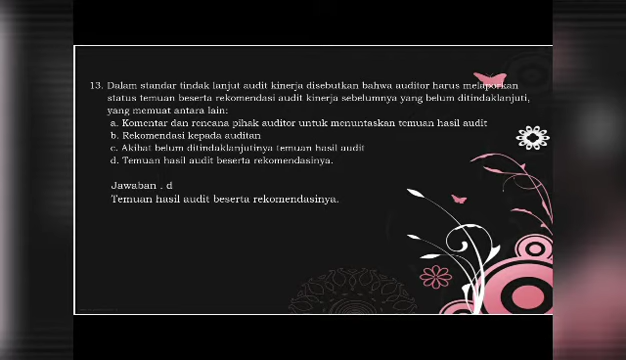 13. Dalam standar tindak lanjut audit kinerja disebutkan bahwa auditor harus melaporkan
status temuan beserta rekomendasi audit kinerja sebelumnya yang belum ditindaklanjuti,
yang memuat antara lain:
a. Komentar dan rencana pihak auditor untuk menuntaskan temuan hasil audit
b. Rekomendasi kepada auditan
c. Akibat belum ditindaklanjutinya temuan hasil audit
d. Temuan hasil audit beserta rekomendasinya.
Jawaban . d
Temuan hasil audit beserta rekomendasinya.